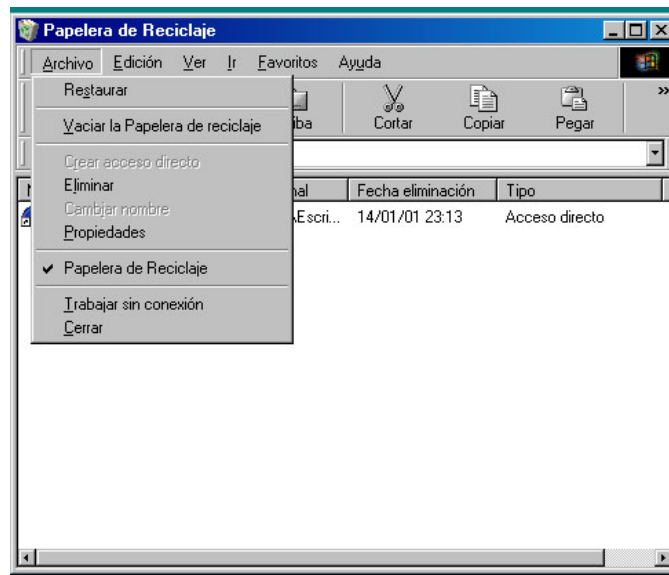 Papelera de Reciclaje
Archivo Edición Ver Ir Favoritos Ayuda
Cortar Copiar Pegar
Restaurar
Vaciar la Papelera de reciclaje
Crear acceso directo
Eliminar
Cambiar nombre
Propiedades
Papelera de Reciclaje
Trabajar sin conexión
Cerrar
Fecha eliminación Tipo
\Escri... 14/01/01 23:13 Acceso directo